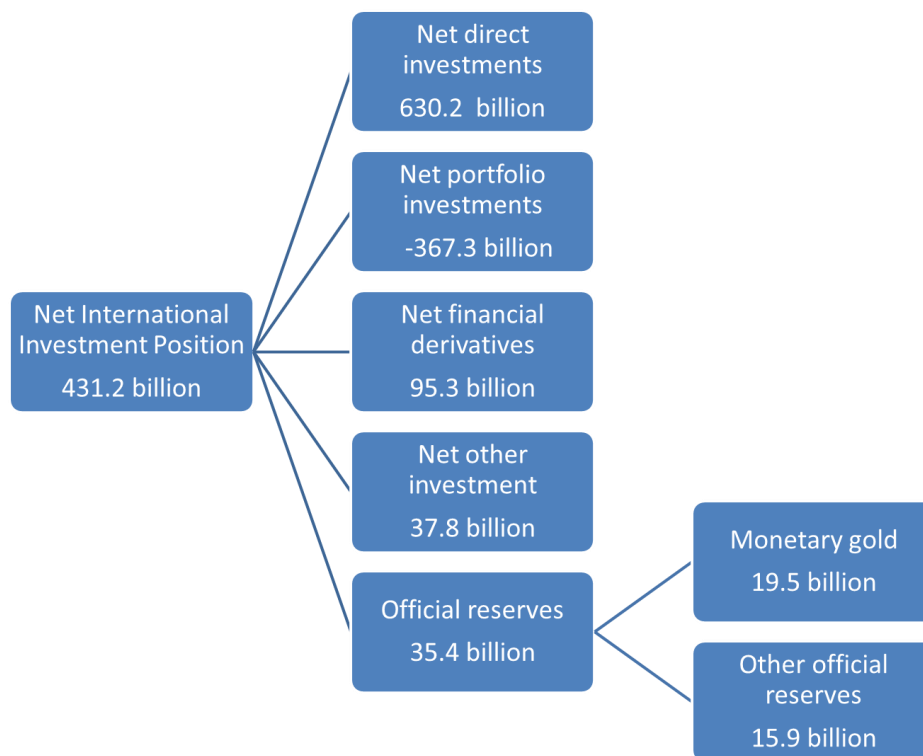 Net direct
investments
630.2 billion
Net portfolio
investments
-367.3 billion
Net International
Investment Position
431.2 billion
Net financial
derivatives
95.3 billion
Net other
investment
37.8 billion
Official reserves
35.4 billion
Monetary gold
19.5 billion
Other official
reserves
15.9 billion